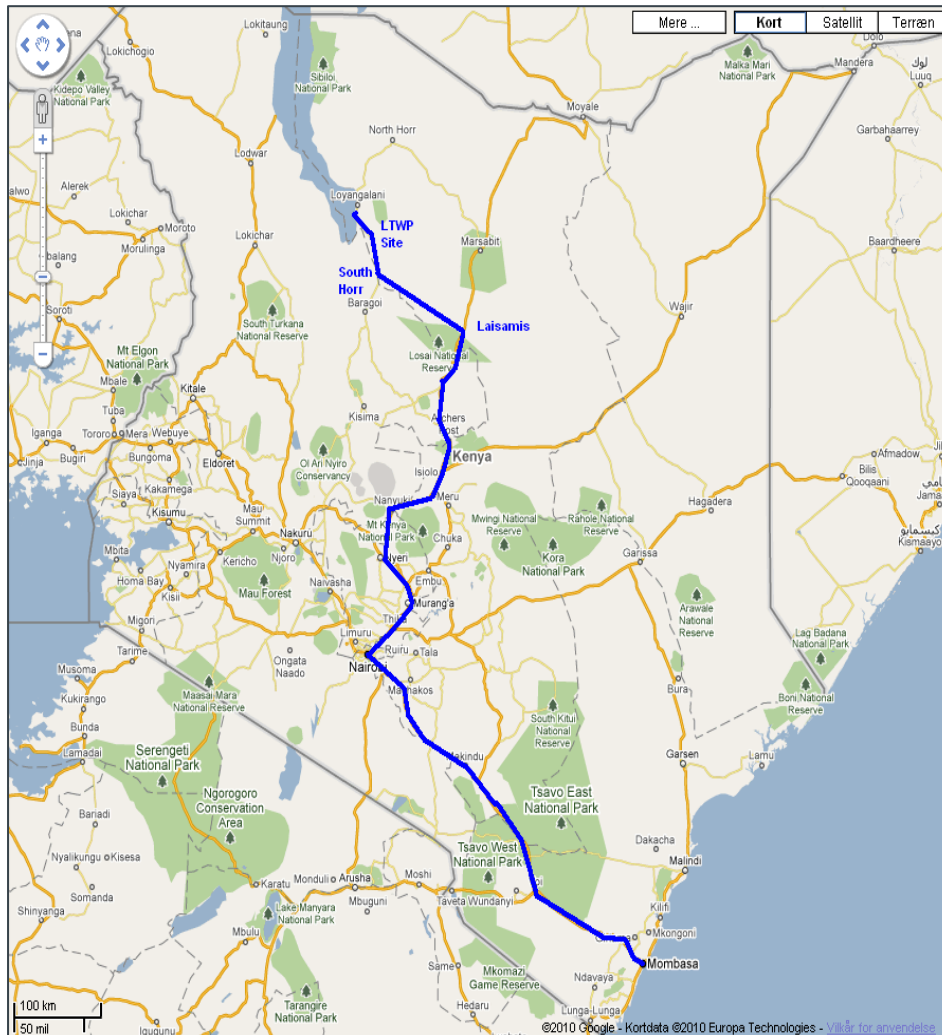 Mere ...
Kort
Satellit
Terræn
Lokitaung
Lokichogio
Sibiloi
National Park
Malka Mari
National Park
Dolo
Mandera
لوك
Luuq
Kidepo Valley
National Park
Moyale
North Horr
Garbahaarrey
Lodwar
Alerek
Loyangalani
Lokichar
Moroto
Morulinga
LTWP
Site
Lokichar
Marsabit
Baardheere
South
Horr
Baragoi
Wajir
Soroti
South Turkana
National Reserve
Laisamis
Mt Elgon
National Park
Losai National
Reserve
Mbale
Kitale
Tuba
Kisima
Archers
Post
Tororo
Mera
Webuye
Iganga
Bugiri
Bungoma
Jinja
Eldoret
Ol Ari Nyiro
Conservancy
Kenya
Isiolo
Afmadow
Bilis
Qooqaani
Kakamega
Siaya
Kisumu
Mau
Summit
Nanyuki
Meru
Mwingi National
Reserve
Rahole National
Reserve
Hagadera
Mt Kenya
National Park
Nakuru
Njoro
Chuka
Kora
National Park
Garissa
كيسمايو
Kismaayo
Mbita
Nyamira
Kericho
Nyeri
Homa Bay
Kisii
Mau Forest
Naivasha
Embu
Murang'a
Arawale
National
Reserve
Migori
Thika
Limuru
Ruiru
Tala
Lag Badana
National Park
Tarime
Ongata
Naado
Nairobi
Musoma
Maasai Mara
National Reserve
Machakos
Bura
Boni National
Reserve
Kukirango
South Kitui
National
Reserve
Bunda
Lamadai
Serengeti
National Park
Makindu
Garsen
Lamu
Ngorogoro
Conservation
Area
Tsavo East
National Park
Bariadi
Dakacha
Nyalikungu
Kisesa
Tsavo West
National Park
Malindi
Somanda
Karatu
Monduli
Arusha
Moshi
Taveta
Wundanyi
Shinyanga
Lake Manyara
National Park
Mbuguni
Kilifi
Mbulu
Mkongoni
Same
Mkomazi
Game Reserve
Ndavaya
Mombasa
Tarangire
National Park
Hedaru
Lunga-Lunga
100 km
50 mil
©2010 Google - Kortdata ©2010 Europa Technologies - Vilkår for anvendelse